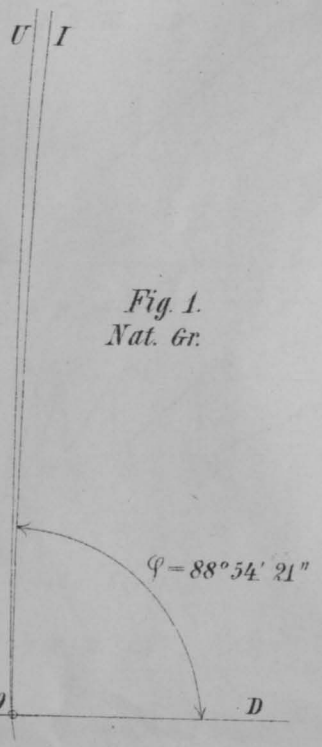 U I
Fig. 1.
Nat. Gr.
φ = 88° 54' 21"
O D